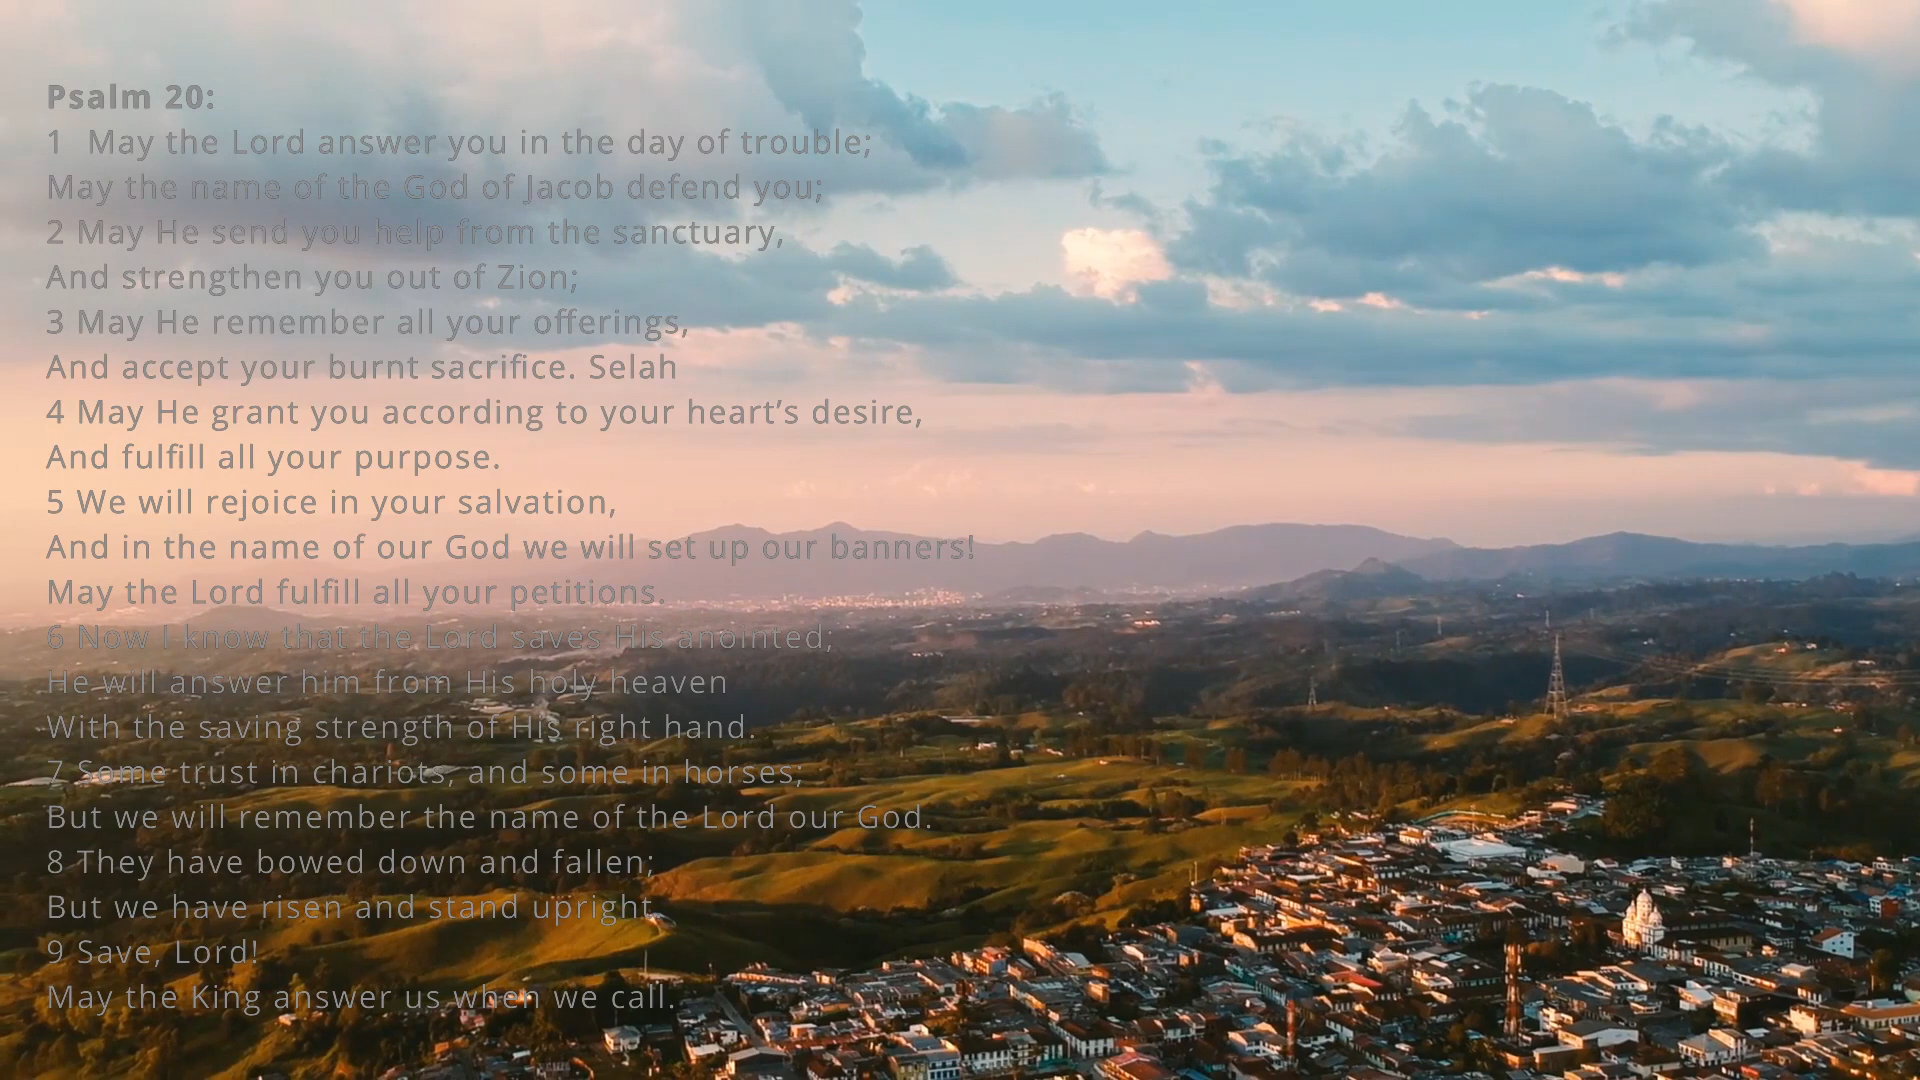 Psalm 20:
1 May the Lord answer you in the day of trouble;
May the name of the God of Jacob defend you;
2 May He send you help from the sanctuary,
And strengthen you out of Zion;
3 May He remember all your offerings,
And accept your burnt sacrifice. Selah
4 May He grant you according to your heart’s desire,
And fulfill all your purpose.
5 We will rejoice in your salvation,
And in the name of our God we will set up our banners!
May the Lord fulfill all your petitions.
6 Now I know that the Lord saves His anointed;
He will answer him from His holy heaven
With the saving strength of His right hand.
7 Some trust in chariots, and some in horses;
But we will remember the name of the Lord our God.
8 They have bowed down and fallen;
But we have risen and stand upright.
9 Save, Lord!
May the King answer us when we call.